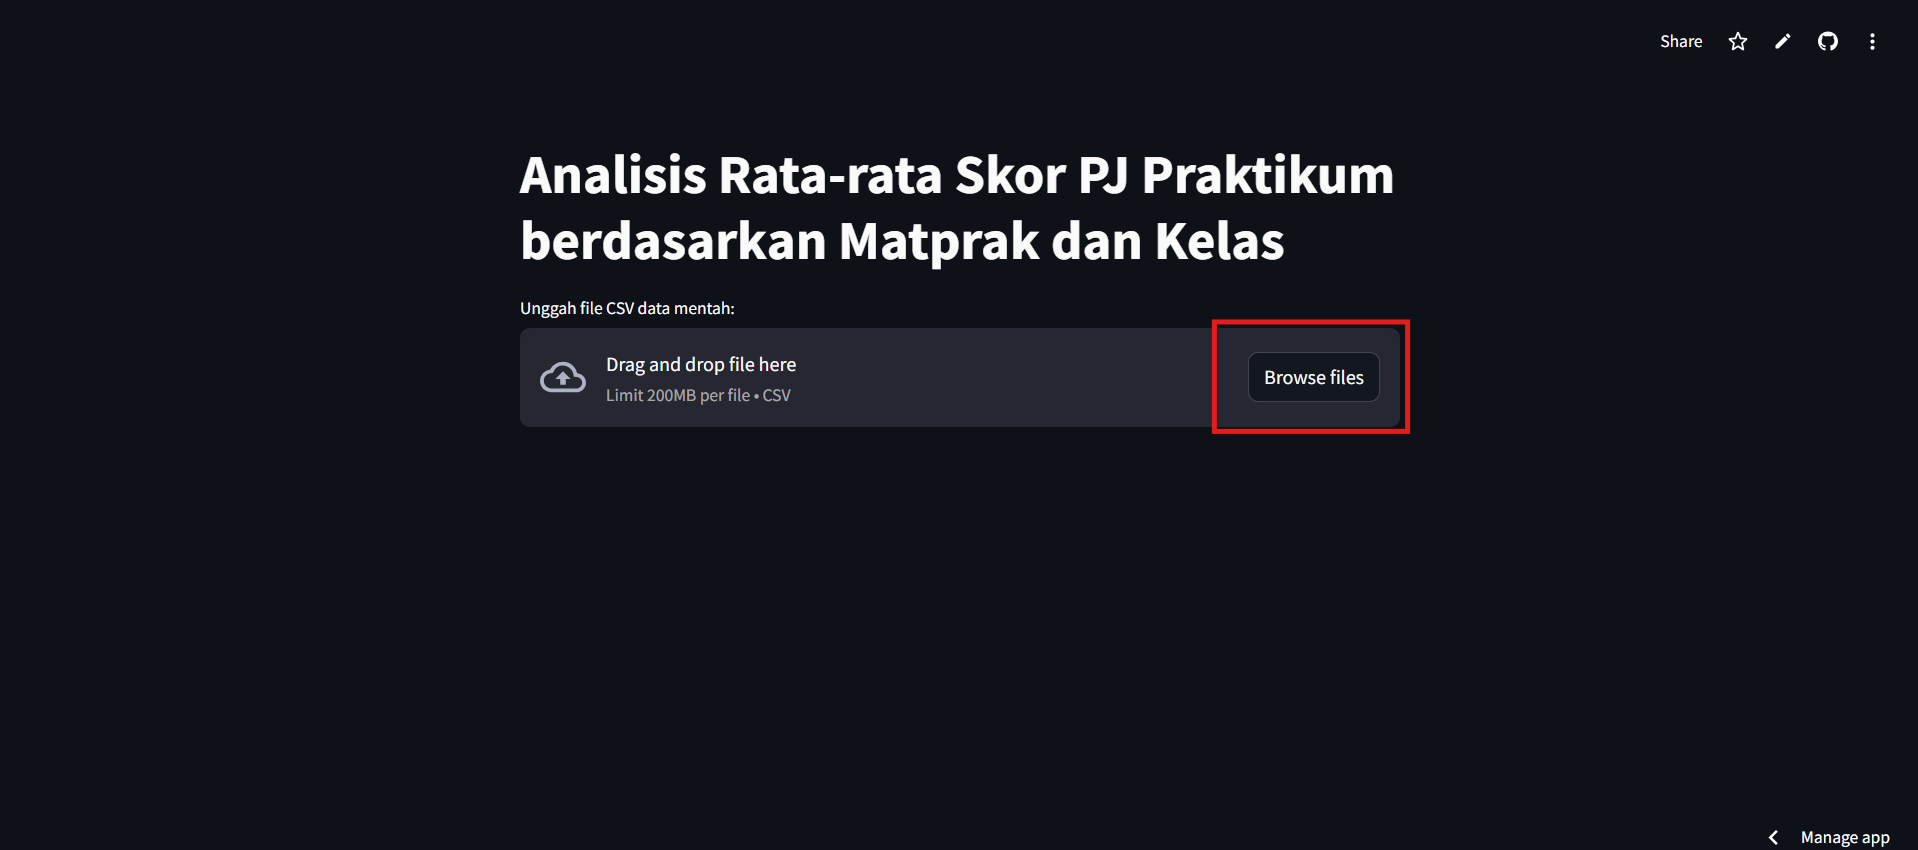 Share
Analisis Rata-rata Skor PJ Praktikum
berdasarkan Matprak dan Kelas
Unggah file CSV data mentah:
Drag and drop file here
Limit 200MB per file • CSV
Browse files
Manage app